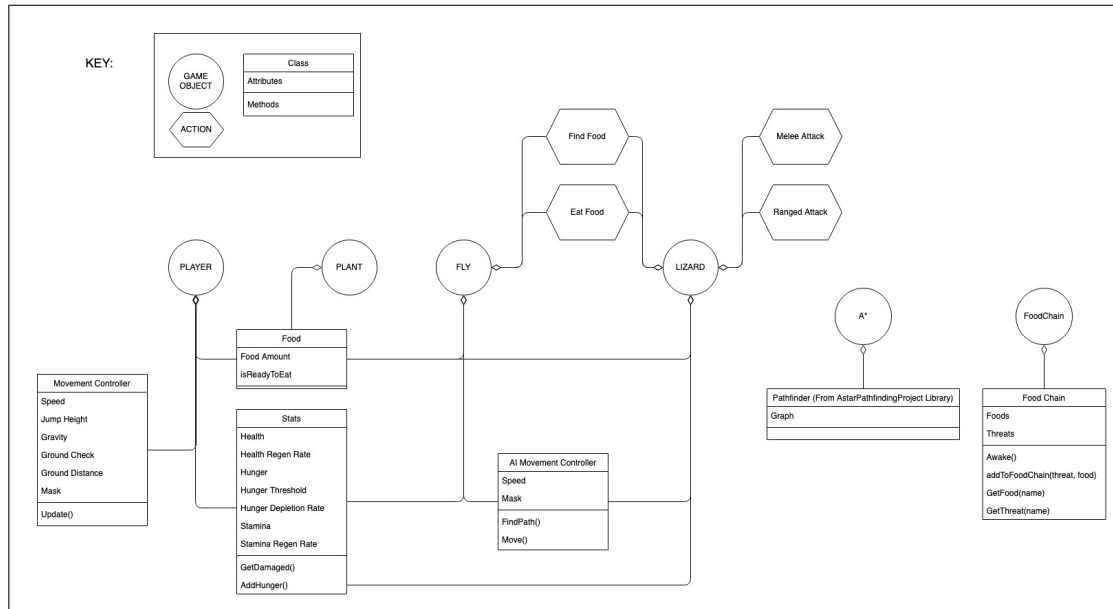 KEY:
GAME
OBJECT
ACTION
Class
Attributes
Methods
Find Food
Eat Food
Melee Attack
Ranged Attack
PLAYER
PLANT
FLY
LIZARD
A*
FoodChain
Food
Food Amount
isReadyToEat
Movement Controller
Speed
Jump Height
Gravity
Ground Check
Ground Distance
Mask
Update()
Stats
Health
Health Regen Rate
Hunger
Hunger Threshold
Hunger Depletion Rate
Stamina
Stamina Regen Rate
GetDamaged()
AddHunger()
AI Movement Controller
Speed
Mask
FindPath()
Move()
Pathfinder (From AstarPathfindingProject Library)
Graph
Food Chain
Foods
Threats
Awake()
addToFoodChain(threat, food)
GetFood(name)
GetThreat(name)